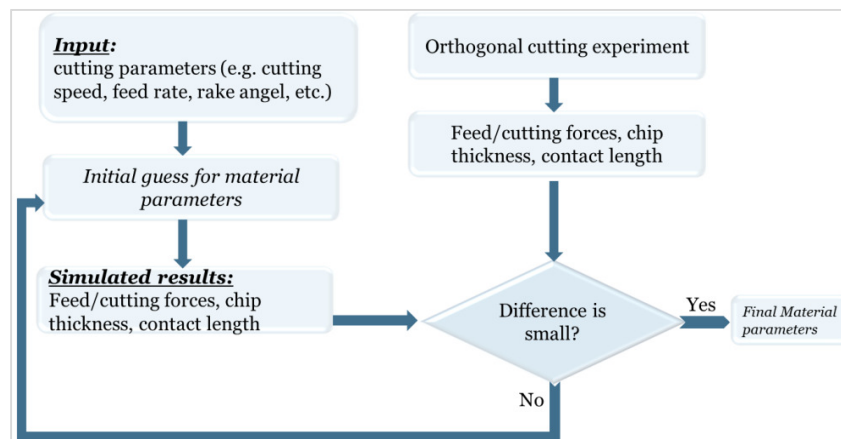 Input:
cutting parameters (e.g. cutting
speed, feed rate, rake angel, etc.)
Initial guess for material
parameters
Simulated results:
Feed/cutting forces, chip
thickness, contact length
Orthogonal cutting experiment
Feed/cutting forces, chip
thickness, contact length
Difference is
small?
Yes
Final Material
parameters
No